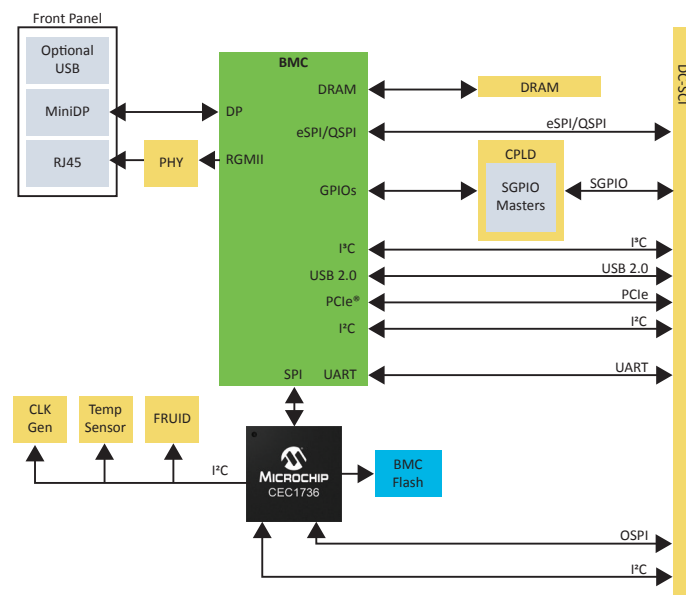 Front Panel
Optional
USB
MiniDP
RJ45
PHY
BMC
DRAM
DP
eSPI/QSPI
RGMII
GPIOs
I³C
USB 2.0
PCIe®
I²C
SPI UART
DRAM
eSPI/QSPI
CPLD
SGPIO
Masters
SGPIO
I³C
USB 2.0
PCIe
I²C
UART
DC-SCI
CLK
Gen
Temp
Sensor
FRUID
I²C
MICROCHIP
CEC1736
BMC
Flash
OSPI
I²C